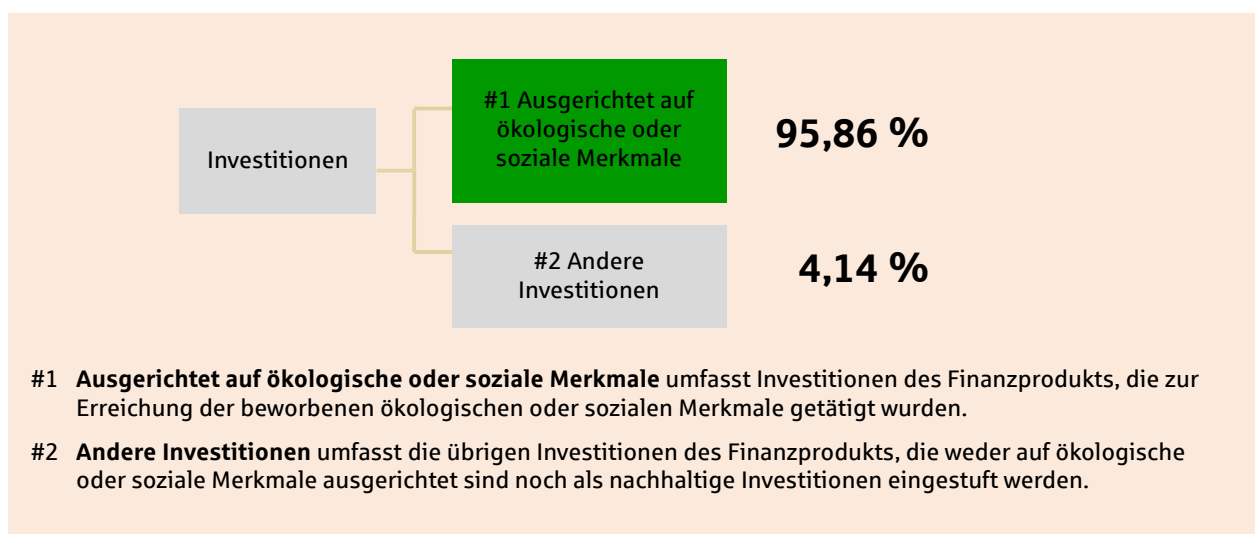 #1 Ausgerichtet auf
ökologische oder
soziale Merkmale
95,86 %
Investitionen
#2 Andere
Investitionen
4,14 %
#1 Ausgerichtet auf ökologische oder soziale Merkmale umfasst Investitionen des Finanzprodukts, die zur
Erreichung der beworbenen ökologischen oder sozialen Merkmale getätigt wurden.
#2 Andere Investitionen umfasst die übrigen Investitionen des Finanzprodukts, die weder auf ökologische
oder soziale Merkmale ausgerichtet sind noch als nachhaltige Investitionen eingestuft werden.